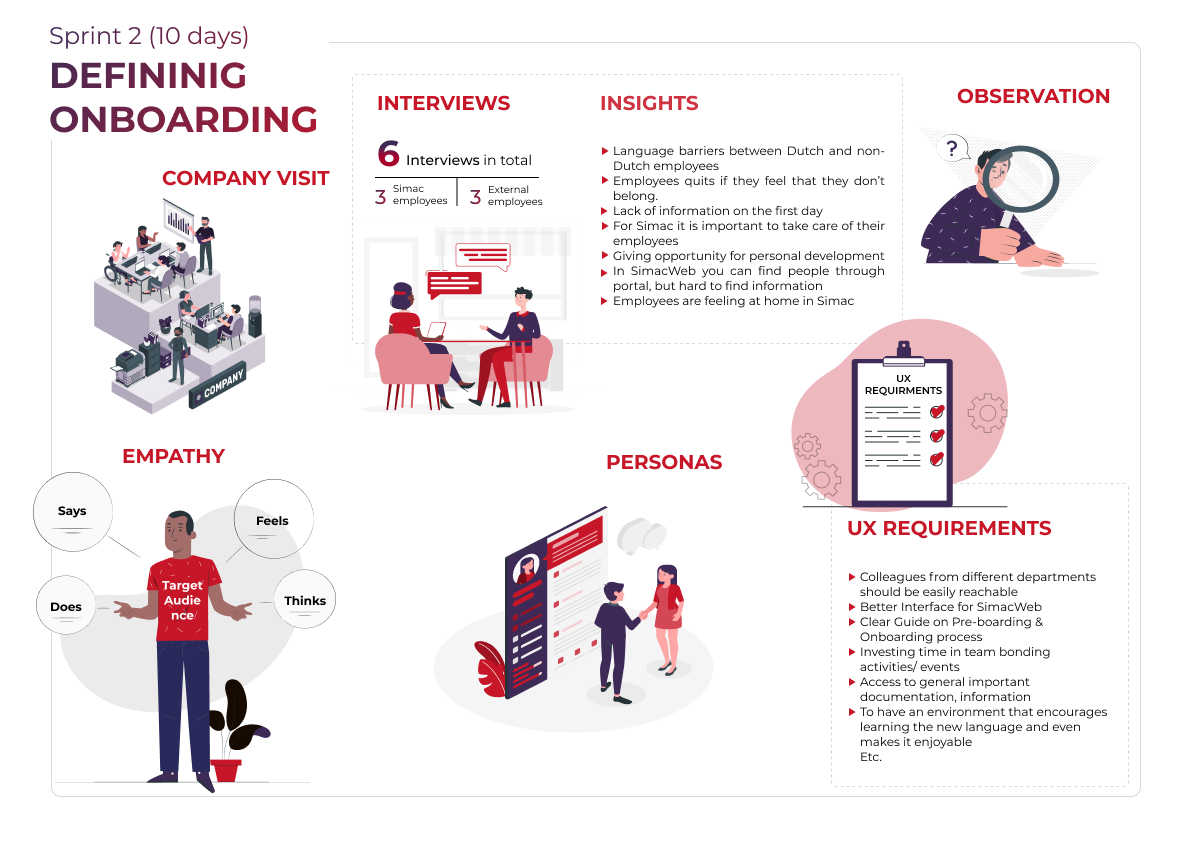 Sprint 2 (10 days)
DEFININIG
ONBOARDING
COMPANY VISIT
COMPANY
INTERVIEWS
6 Interviews in total
3 Simac
employees
3 External
employees
INSIGHTS
Language barriers between Dutch and non-
Dutch employees
Employees quits if they feel that they don't
belong.
Lack of information on the first day
For Simac it is important to take care of their
employees
Giving opportunity for personal development
In SimacWeb you can find people through
portal, but hard to find information
Employees are feeling at home in Simac
OBSERVATION
?
EMPATHY
Says
Feels
Does
Thinks
Target
Audie
nce
PERSONAS
UX
REQUIRMENTS
UX REQUIREMENTS
Colleagues from different departments
should be easily reachable
Better Interface for SimacWeb
Clear Guide on Pre-boarding &
Onboarding process
Investing time in team bonding
activities/ events
Access to general important
documentation, information
To have an environment that encourages
learning the new language and even
makes it enjoyable
Etc.